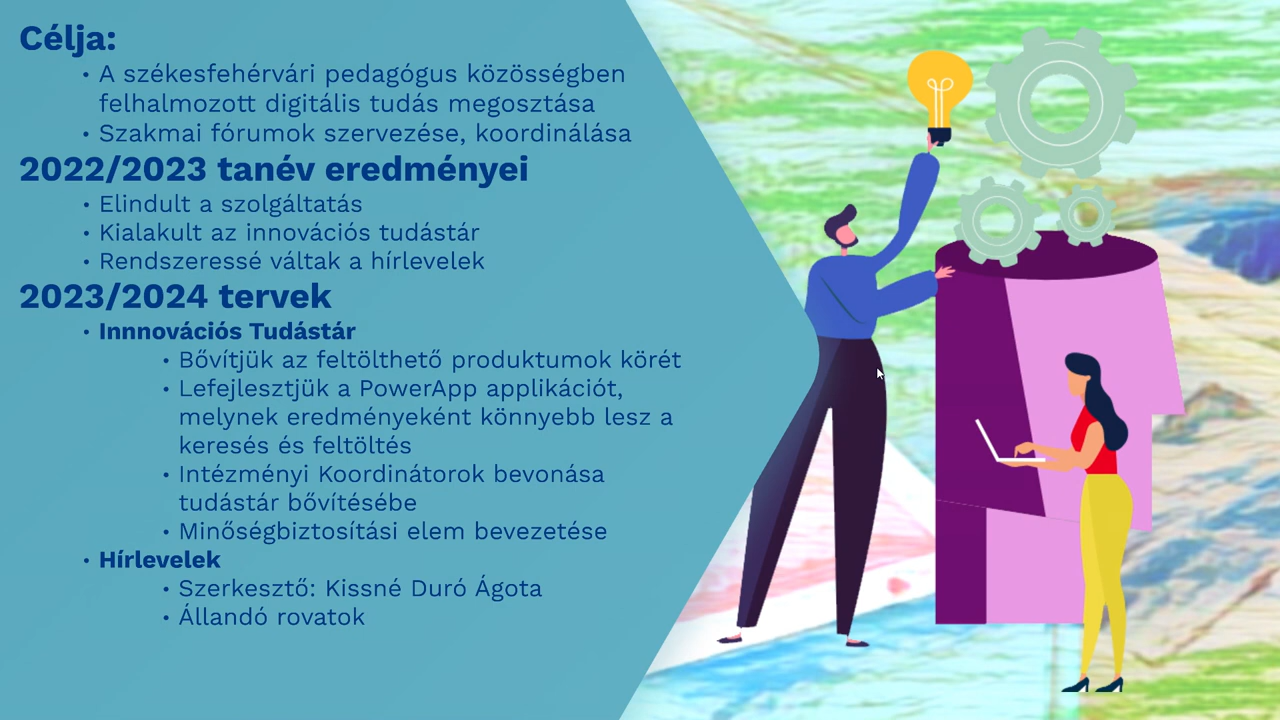 Célja:
• A székesfehérvári pedagógus közösségben
felhalmozott digitális tudás megosztása
• Szakmai fórumok szervezése, koordinálása
2022/2023 tanév eredményei
• Elindult a szolgáltatás
• Kialakult az innovációs tudástár
• Rendszeressé váltak a hírlevelek
2023/2024 tervek
• Innnovációs Tudástár
• Bővítjük az feltölthető produktumok körét
• Lefejlesztjük a PowerApp applikációt,
melynek eredményeként könnyebb lesz a
keresés és feltöltés
• Intézményi Koordinátorok bevonása
tudástár bővítésébe
• Minőségbiztosítási elem bevezetése
• Hírlevelek
• Szerkesztő: Kissné Duró Ágota
• Állandó rovatok